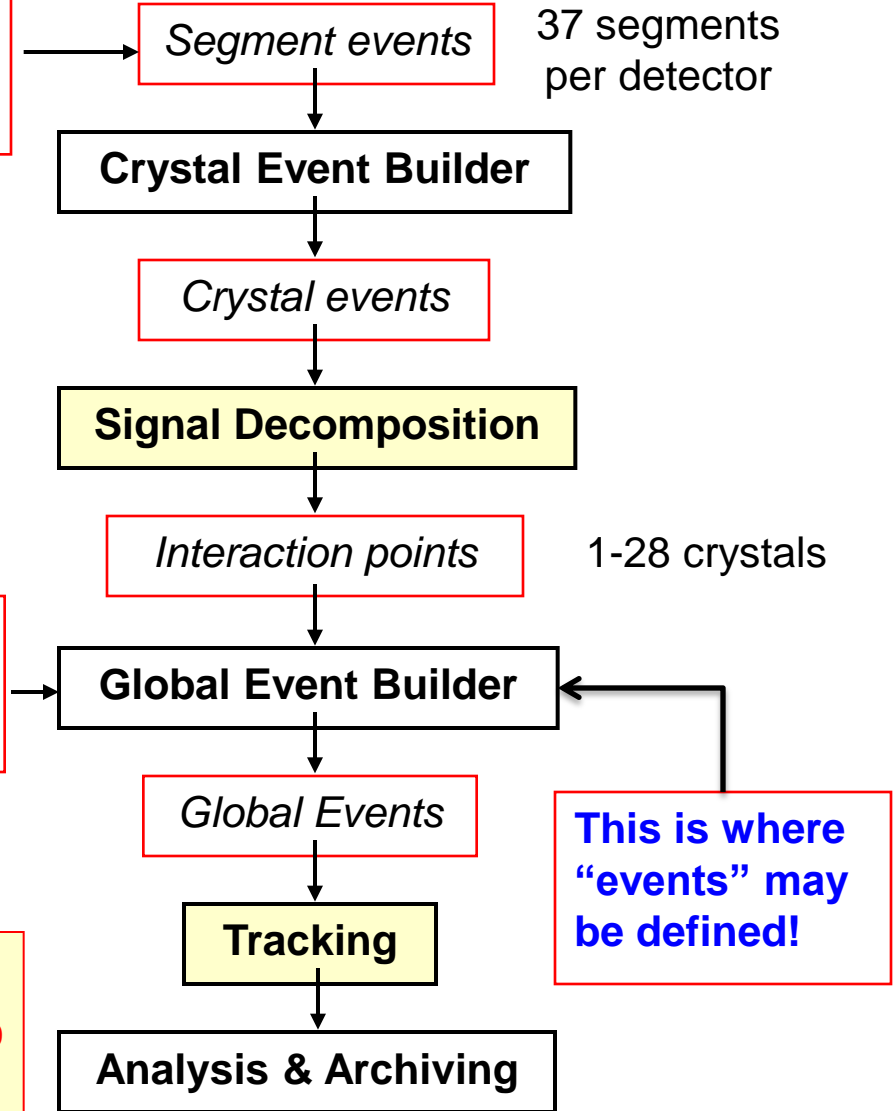 Segment events
37 segments
per detector
Crystal Event Builder
Crystal events
Signal Decomposition
Interaction points
1-28 crystals
Global Event Builder
Global Events
This is where
“events” may
be defined!
Tracking
)
Analysis & Archiving